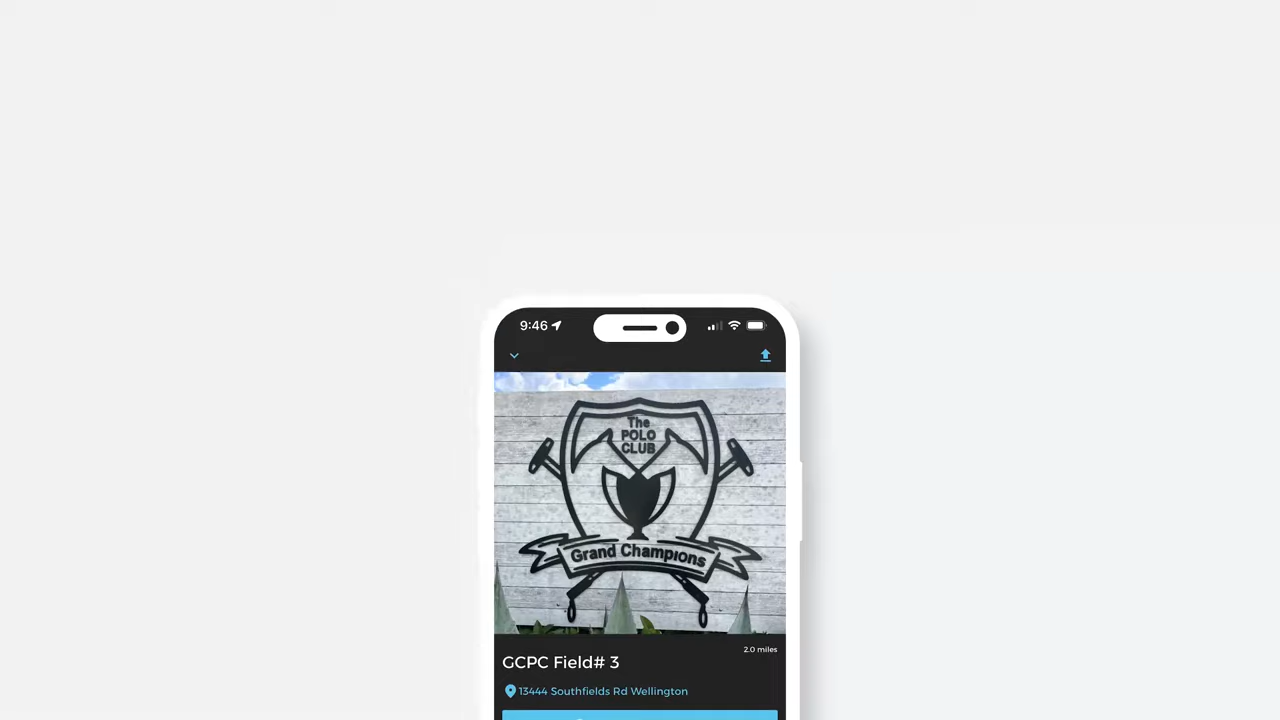 9:46
The
POLO
CLUB
Grand Champions
2.0 miles
GCPC Field# 3
13444 Southfields Rd Wellington